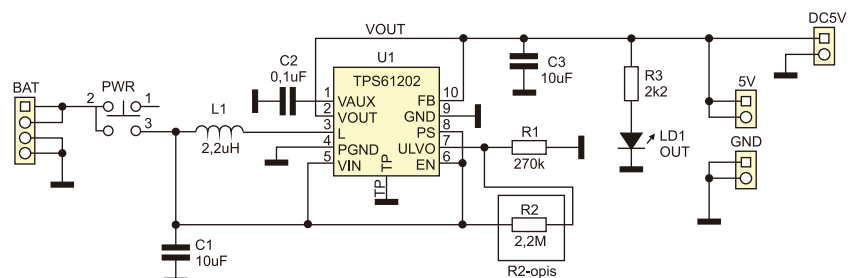 DC5V
VOUT
C2
0,1uF
U1
TPS61202
C3
10uF
R3
2k2
BAT
PWR
2
1
3
L1
2,2uH
1
2
3
4
5
VAUX
VOUT
L
PGND
VIN
FB
GND
PS
ULVO
EN
10
9
8
7
6
TP
TP
R1
270k
LD1
OUT
5V
GND
R2
2,2M
R2-opis
C1
10uF